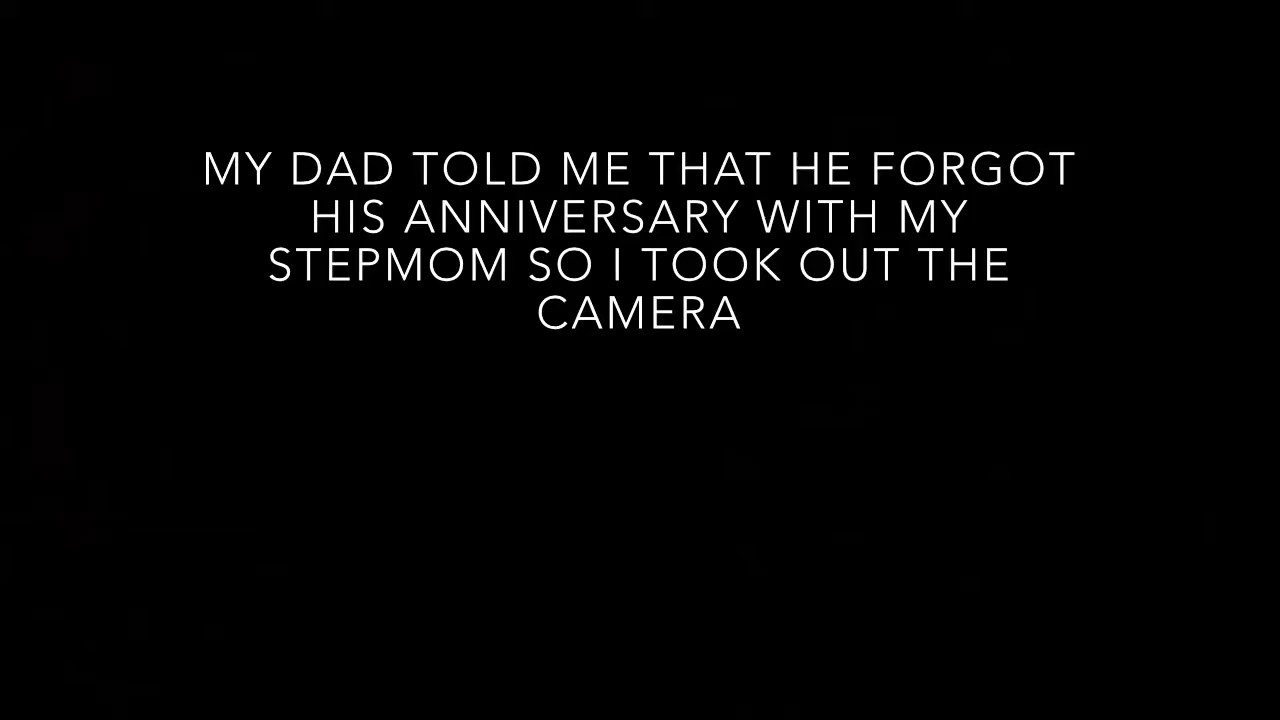 MY DAD TOLD ME THAT HE FORGOT
HIS ANNIVERSARY WITH MY
STEPMOM SO I TOOK OUT THE
CAMERA